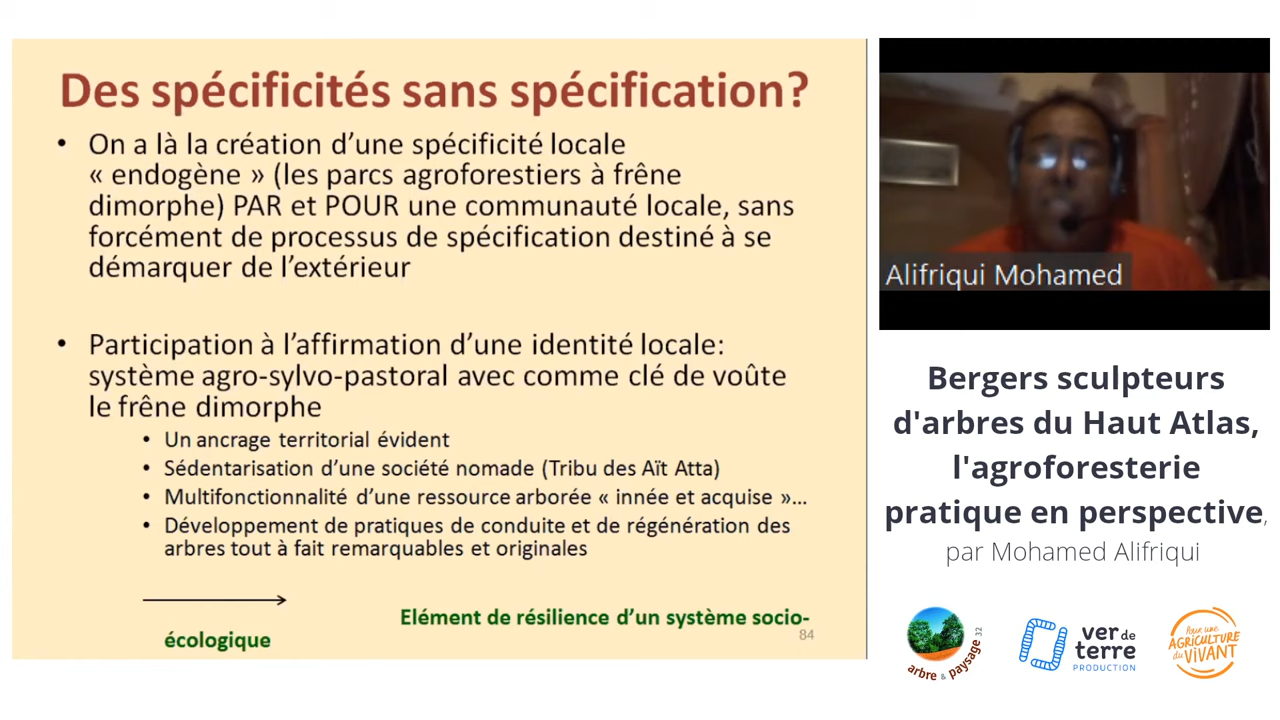 Des spécificités sans spécification?
• On a là la création d'une spécificité locale
« endogène » (les parcs agroforestiers à frêne
dimorphe) PAR et POUR une communauté locale, sans
forcément de processus de spécification destiné à se
démarquer de l'extérieur
• Participation à l'affirmation d'une identité locale:
système agro-sylvo-pastoral avec comme clé de voûte
le frêne dimorphe
• Un ancrage territorial évident
• Sédentarisation d'une société nomade (Tribu des Aït Atta)
• Multifonctionnalité d'une ressource arborée « innée et acquise »...
• Développement de pratiques de conduite et de régénération des
arbres tout à fait remarquables et originales
Elément de résilience d'un système socio-
écologique
84
Alifriqui Mohamed
Bergers sculpteurs
d'arbres du Haut Atlas,
l'agroforesterie
pratique en perspective,
par Mohamed Alifriqui
arbre & paysage 32
ver de
terre
PRODUCTION
Pour une
AGRICULTURE
du ViVANT